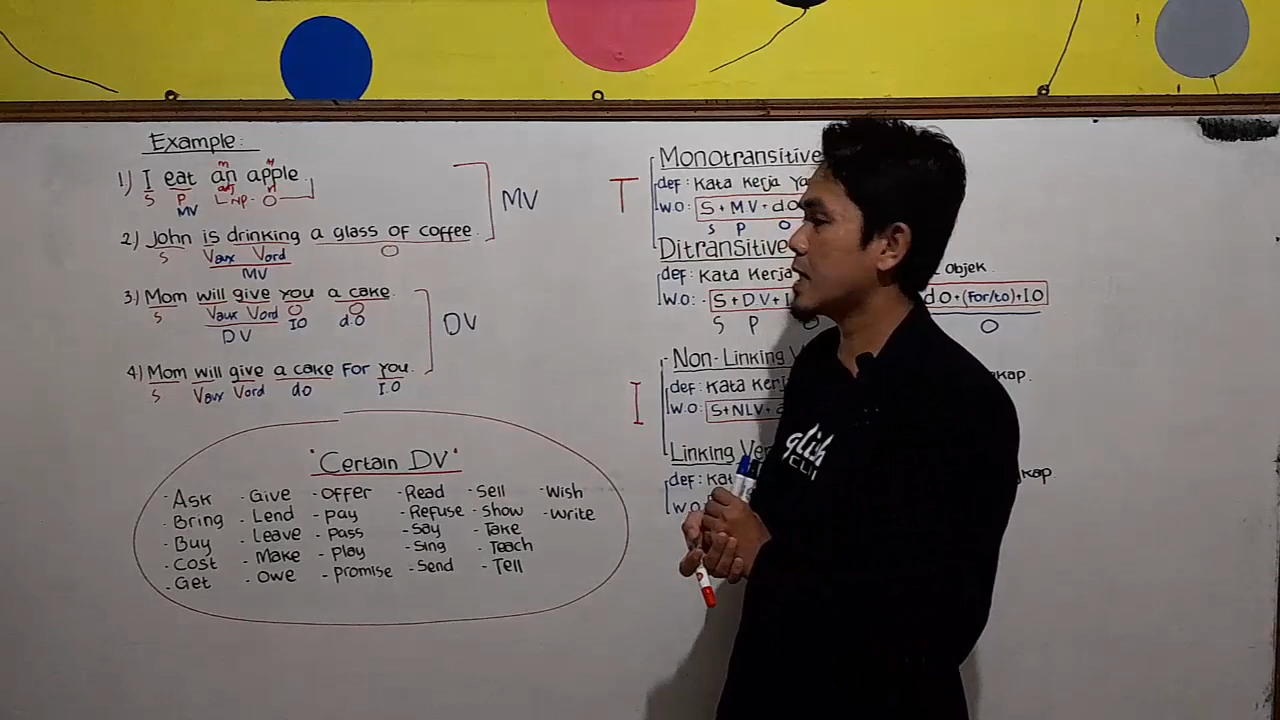 Example:
1) I eat an apple.
M M
S P adj n
MV NP O
2) John is drinking a glass of coffee.
S Vaux Vord O
MV
MV
3) Mom will give you a cake.
S Vaux Vord O O
DV IO d.O
DV
4) Mom will give a cake for you.
S Vaux Vord dO I.O
"Certain DV"
- Ask - Give - Offer - Read - Sell - Wish
- Bring - Lend - Pay - Refuse - Show - Write
- Buy - Leave - Pass - Say - Take
- Cost - Make - Play - Sing - Teach
- Get - Owe - Promise - Send - Tell
T
Monotransitive
def: Kata Kerja
W.O: S + MV + dO
S P O
Ditransitive
def: Kata Kerja Objek.
W.O: - S + DV + dO + (For/to) + IO
S P O
I
- Non-Linking
def: Kata
W.O: S + NLV +
Linking
def:
glish